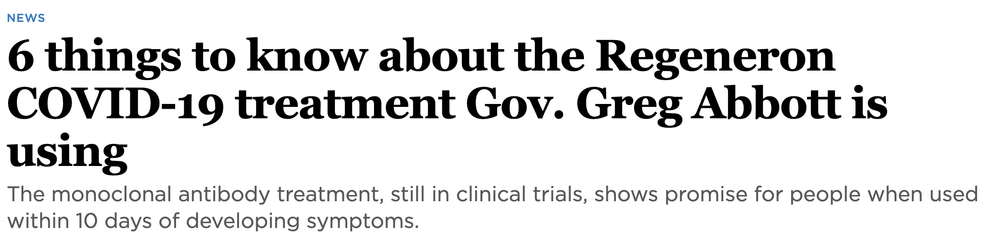 NEWS
6 things to know about the Regeneron
COVID-19 treatment Gov. Greg Abbott is
using
The monoclonal antibody treatment, still in clinical trials, shows promise for people when used
within 10 days of developing symptoms.